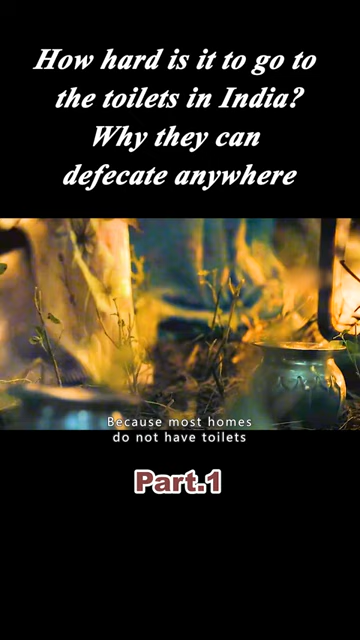 How hard is it to go to
the toilets in India?
Why they can
defecate anywhere
Because most homes
do not have toilets
Part.1